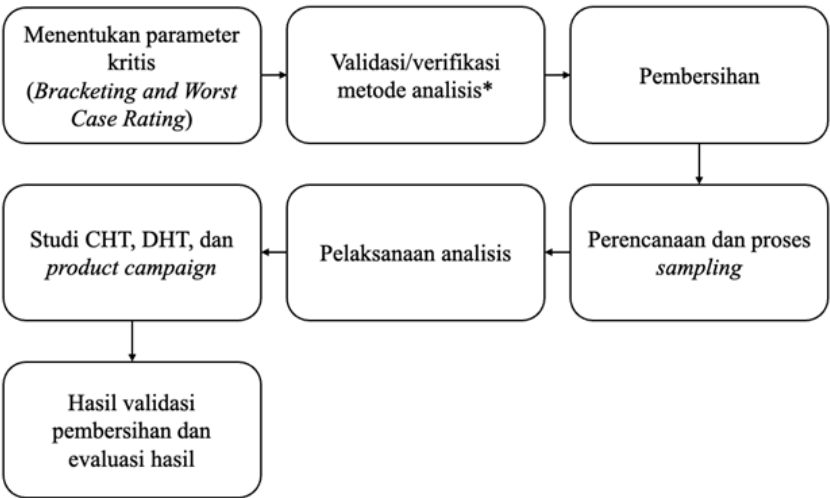 Menentukan parameter
kritis
(Bracketing and Worst
Case Rating)
Validasi/verifikasi
metode analisis*
Pembersihan
Perencanaan dan proses
sampling
Pelaksanaan analisis
Studi CHT, DHT, dan
product campaign
Hasil validasi
pembersihan dan
evaluasi hasil